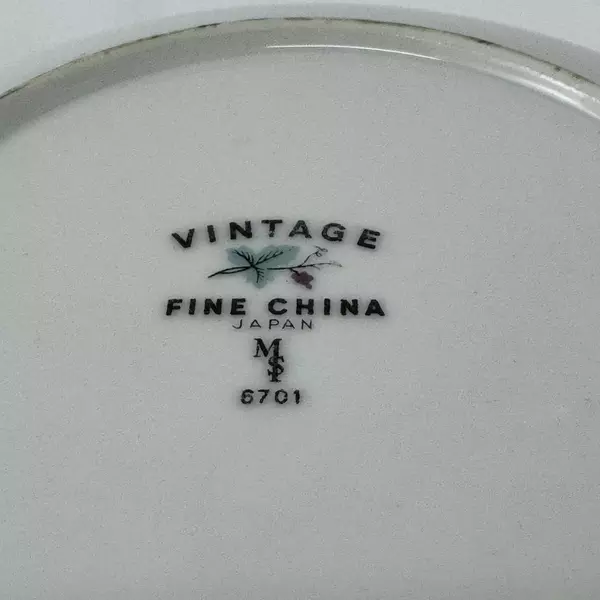 VINTAGE
FINE CHINA
JAPAN
MSI
6701